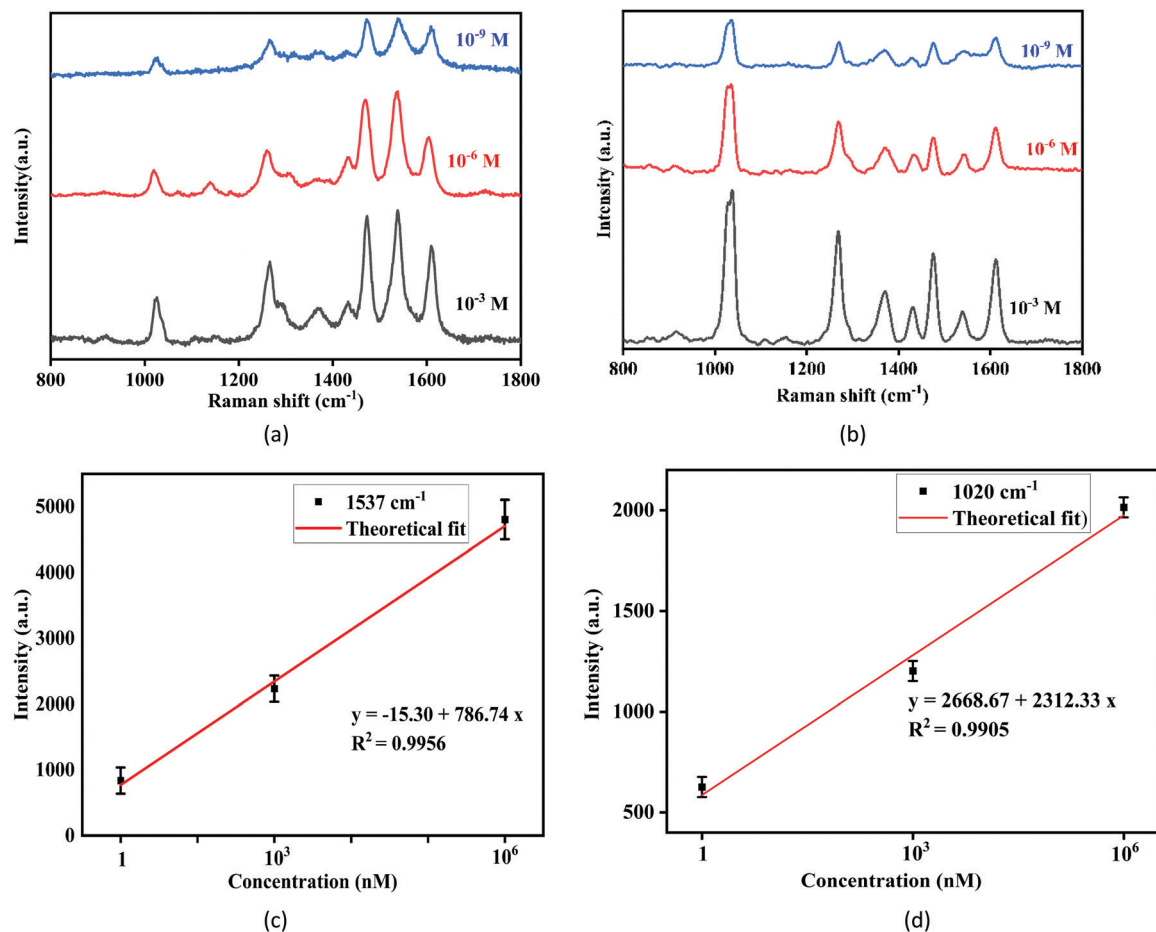 10⁻⁹ M
10⁻⁶ M
10⁻³ M
Intensity(a.u.)
800 1000 1200 1400 1600 1800
Raman shift (cm⁻¹)
(a)
10⁻⁹ M
10⁻⁶ M
10⁻³ M
Intensity (a.u.)
800 1000 1200 1400 1600 1800
Raman shift (cm⁻¹)
(b)
5000
4000
3000
2000
1000
0
Intensity (a.u.)
1537 cm⁻¹
Theoretical fit
y = -15.30 + 786.74 x
R² = 0.9956
1 10³ 10⁶
Concentration (nM)
(c)
2000
1500
1000
500
Intensity (a.u.)
1020 cm⁻¹
Theoretical fit)
y = 2668.67 + 2312.33 x
R² = 0.9905
1 10³ 10⁶
Concentration (nM)
(d)